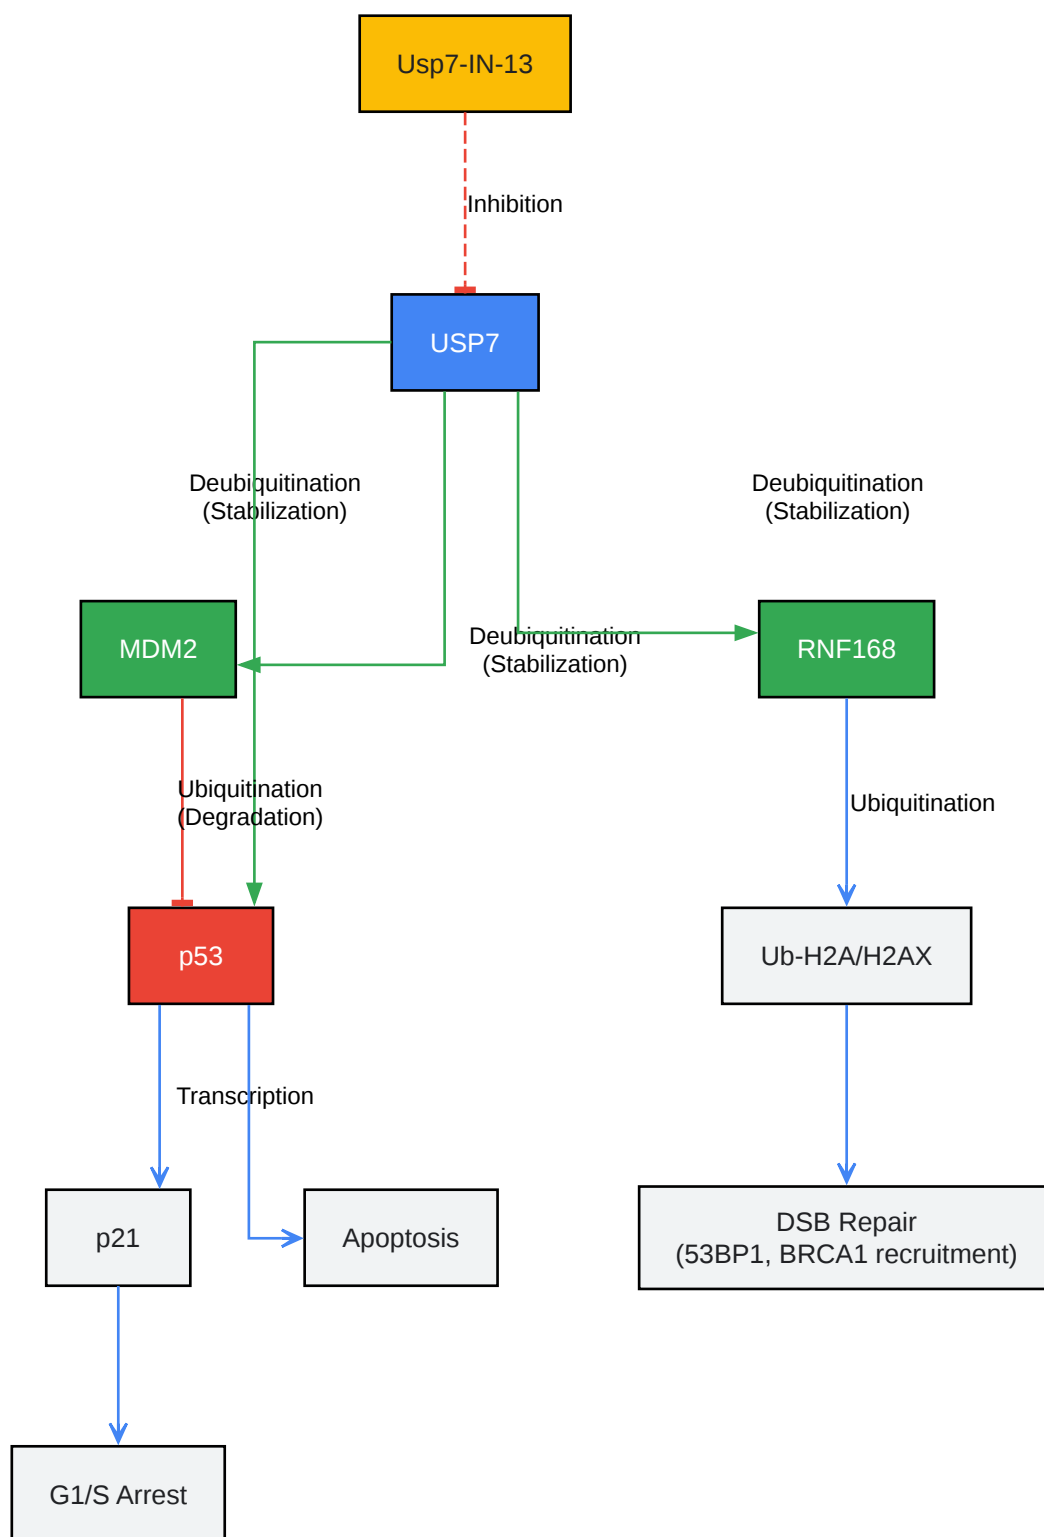 Usp7-IN-13
Inhibition
USP7
Deubiquitination
(Stabilization)
Deubiquitination
(Stabilization)
MDM2
Deubiquitination
(Stabilization)
RNF168
Ubiquitination
(Degradation)
Ubiquitination
p53
Ub-H2A/H2AX
Transcription
p21
Apoptosis
DSB Repair
(53BP1, BRCA1 recruitment)
G1/S Arrest